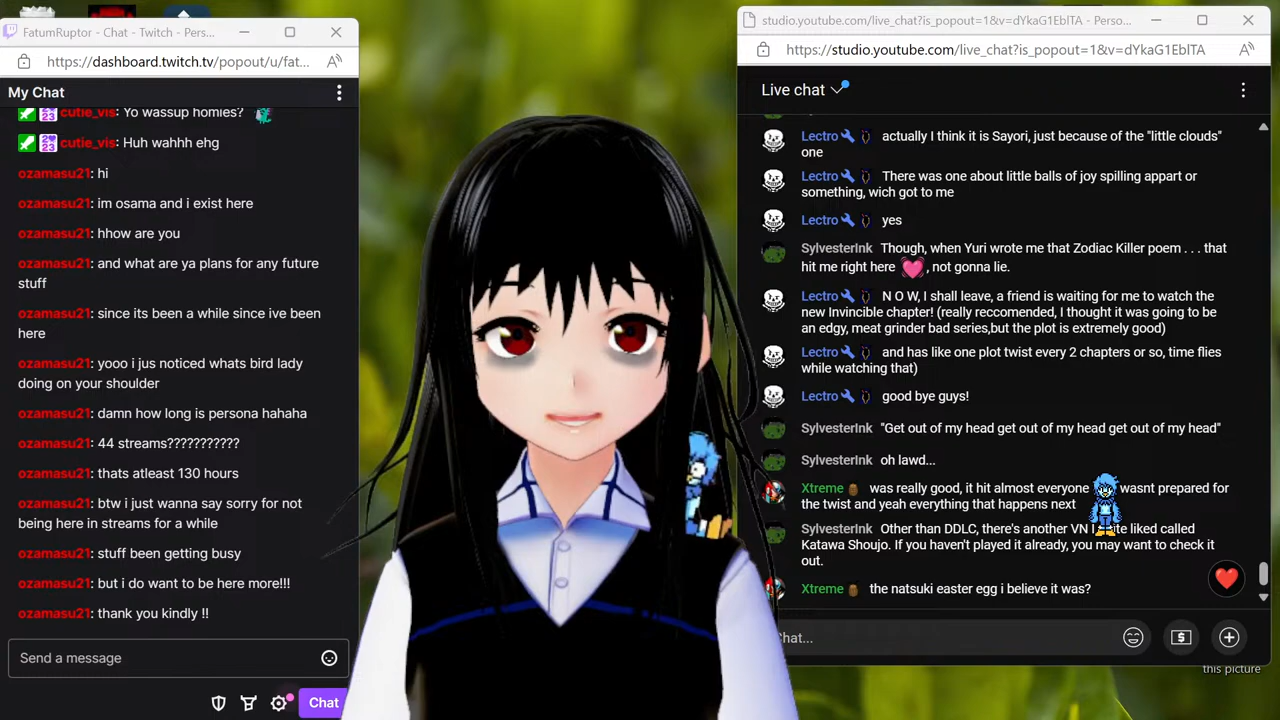 FatumRuptor - Chat - Twitch - Pers...
https://dashboard.twitch.tv/popout/u/fat...
My Chat
cutie_vis: Yo wassup homies?
cutie_vis: Huh wahhh ehg
ozamasu21: hi
ozamasu21: im osama and i exist here
ozamasu21: hhow are you
ozamasu21: and what are ya plans for any future
stuff
ozamasu21: since its been a while since ive been
here
ozamasu21: yooo i jus noticed whats bird lady
doing on your shoulder
ozamasu21: damn how long is persona hahaha
ozamasu21: 44 streams???????????
ozamasu21: thats atleast 130 hours
ozamasu21: btw i just wanna say sorry for not
being here in streams for a while
ozamasu21: stuff been getting busy
ozamasu21: but i do want to be here more!!!
ozamasu21: thank you kindly !!
Send a message
Chat
studio.youtube.com/live_chat?is_popout=1&v=dYkaG1EblTA - Perso...
https://studio.youtube.com/live_chat?is_popout=1&v=dYkaG1EblTA
Live chat
Lectro actually I think it is Sayori, just because of the "little clouds"
one
Lectro There was one about little balls of joy spilling appart or
something, wich got to me
Lectro yes
SylvesterInk Though, when Yuri wrote me that Zodiac Killer poem . . . that
hit me right here , not gonna lie.
Lectro N O W, I shall leave, a friend is waiting for me to watch the
new Invincible chapter! (really reccomended, I thought it was going to be
an edgy, meat grinder bad series,but the plot is extremely good)
Lectro and has like one plot twist every 2 chapters or so, time flies
while watching that)
Lectro good bye guys!
SylvesterInk "Get out of my head get out of my head get out of my head"
SylvesterInk oh lawd...
Xtreme was really good, it hit almost everyone wasnt prepared for
the twist and yeah everything that happens next
SylvesterInk Other than DDLC, there's another VN I liked called
Katawa Shoujo. If you haven't played it already, you may want to check it
out.
Xtreme the natsuki easter egg i believe it was?
Chat...
this picture